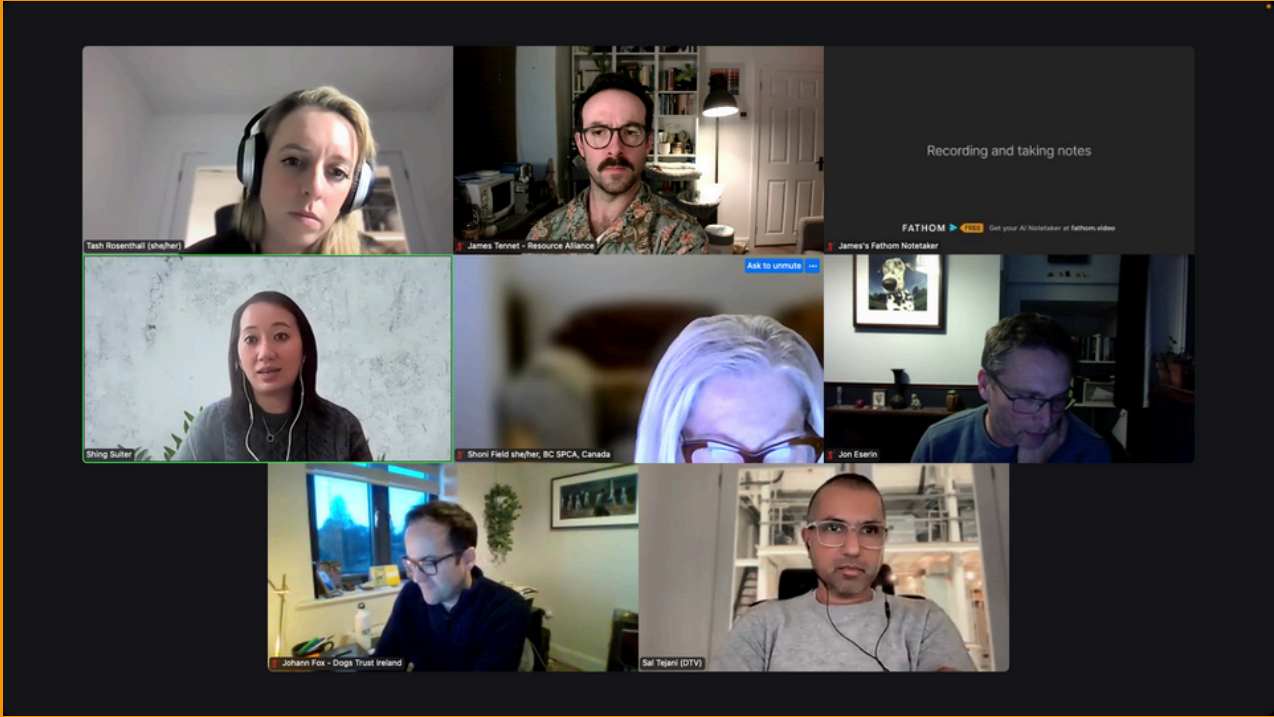 Recording and taking notes
FATHOM FREE Get your AI Notetaker at fathom.video
Tash Rosenthall (she/her)
James Tennet - Resource Alliance
James's Fathom Notetaker
Ask to unmute ...
Shing Suiter
Shoni Field she/her, BC SPCA, Canada
Jon Eserin
Johann Fox - Dogs Trust Ireland
Sal Tejani (DTV)